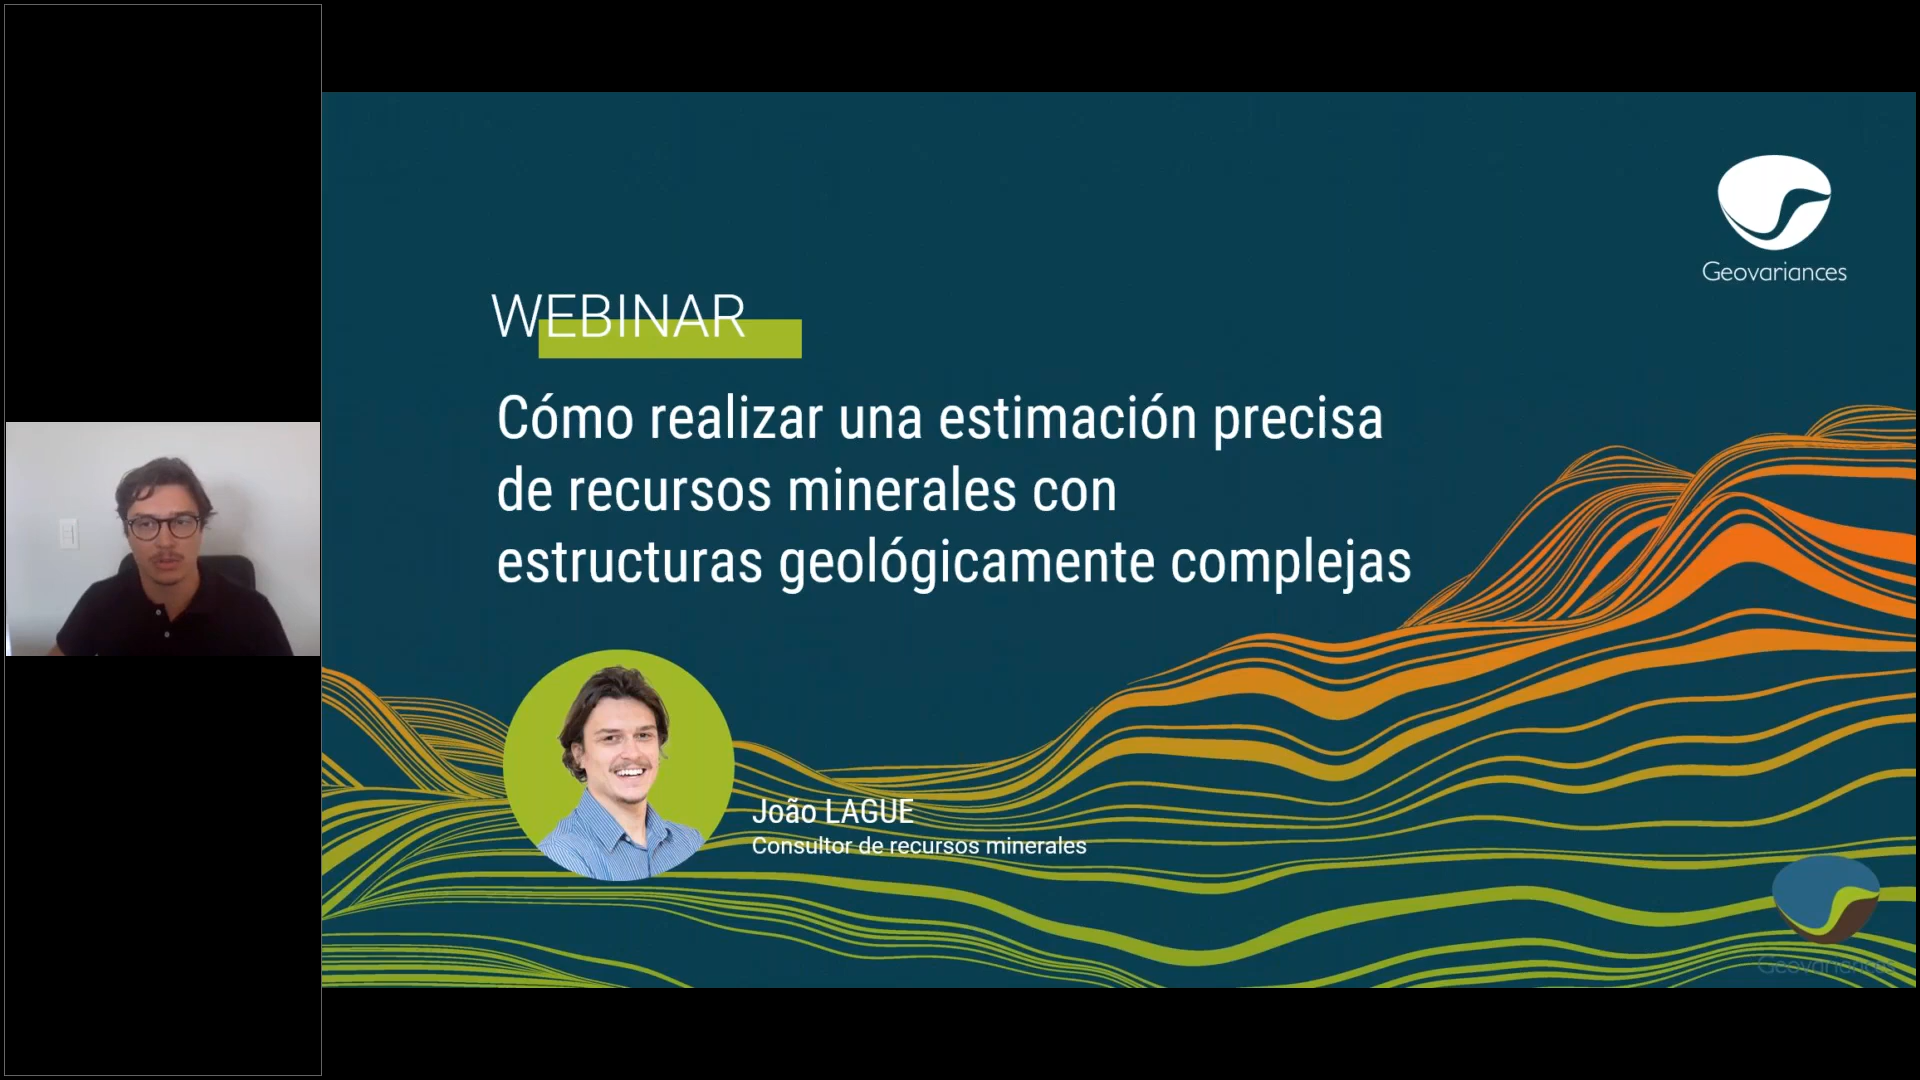 Geovariances
WEBINAR
Cómo realizar una estimación precisa
de recursos minerales con
estructuras geológicamente complejas
João LAGUE
Consultor de recursos minerales
Geovariances